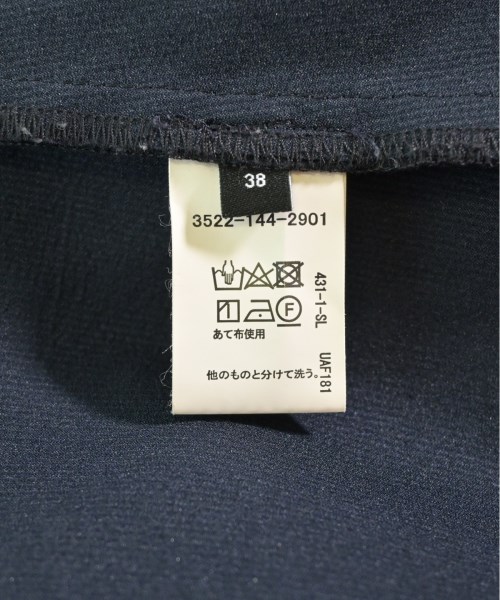 38
3522-144-2901
F
あて布使用
他のものと分けて洗う。
431-1-SL UAF181